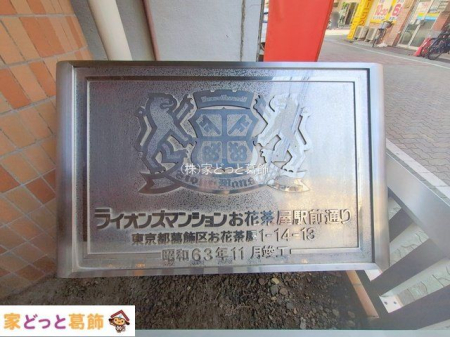 (株)家どっと葛飾
ライオンズマンションお花茶屋駅前通り
東京都葛飾区お花茶屋1-14-13
昭和63年11月竣工
家どっと葛飾